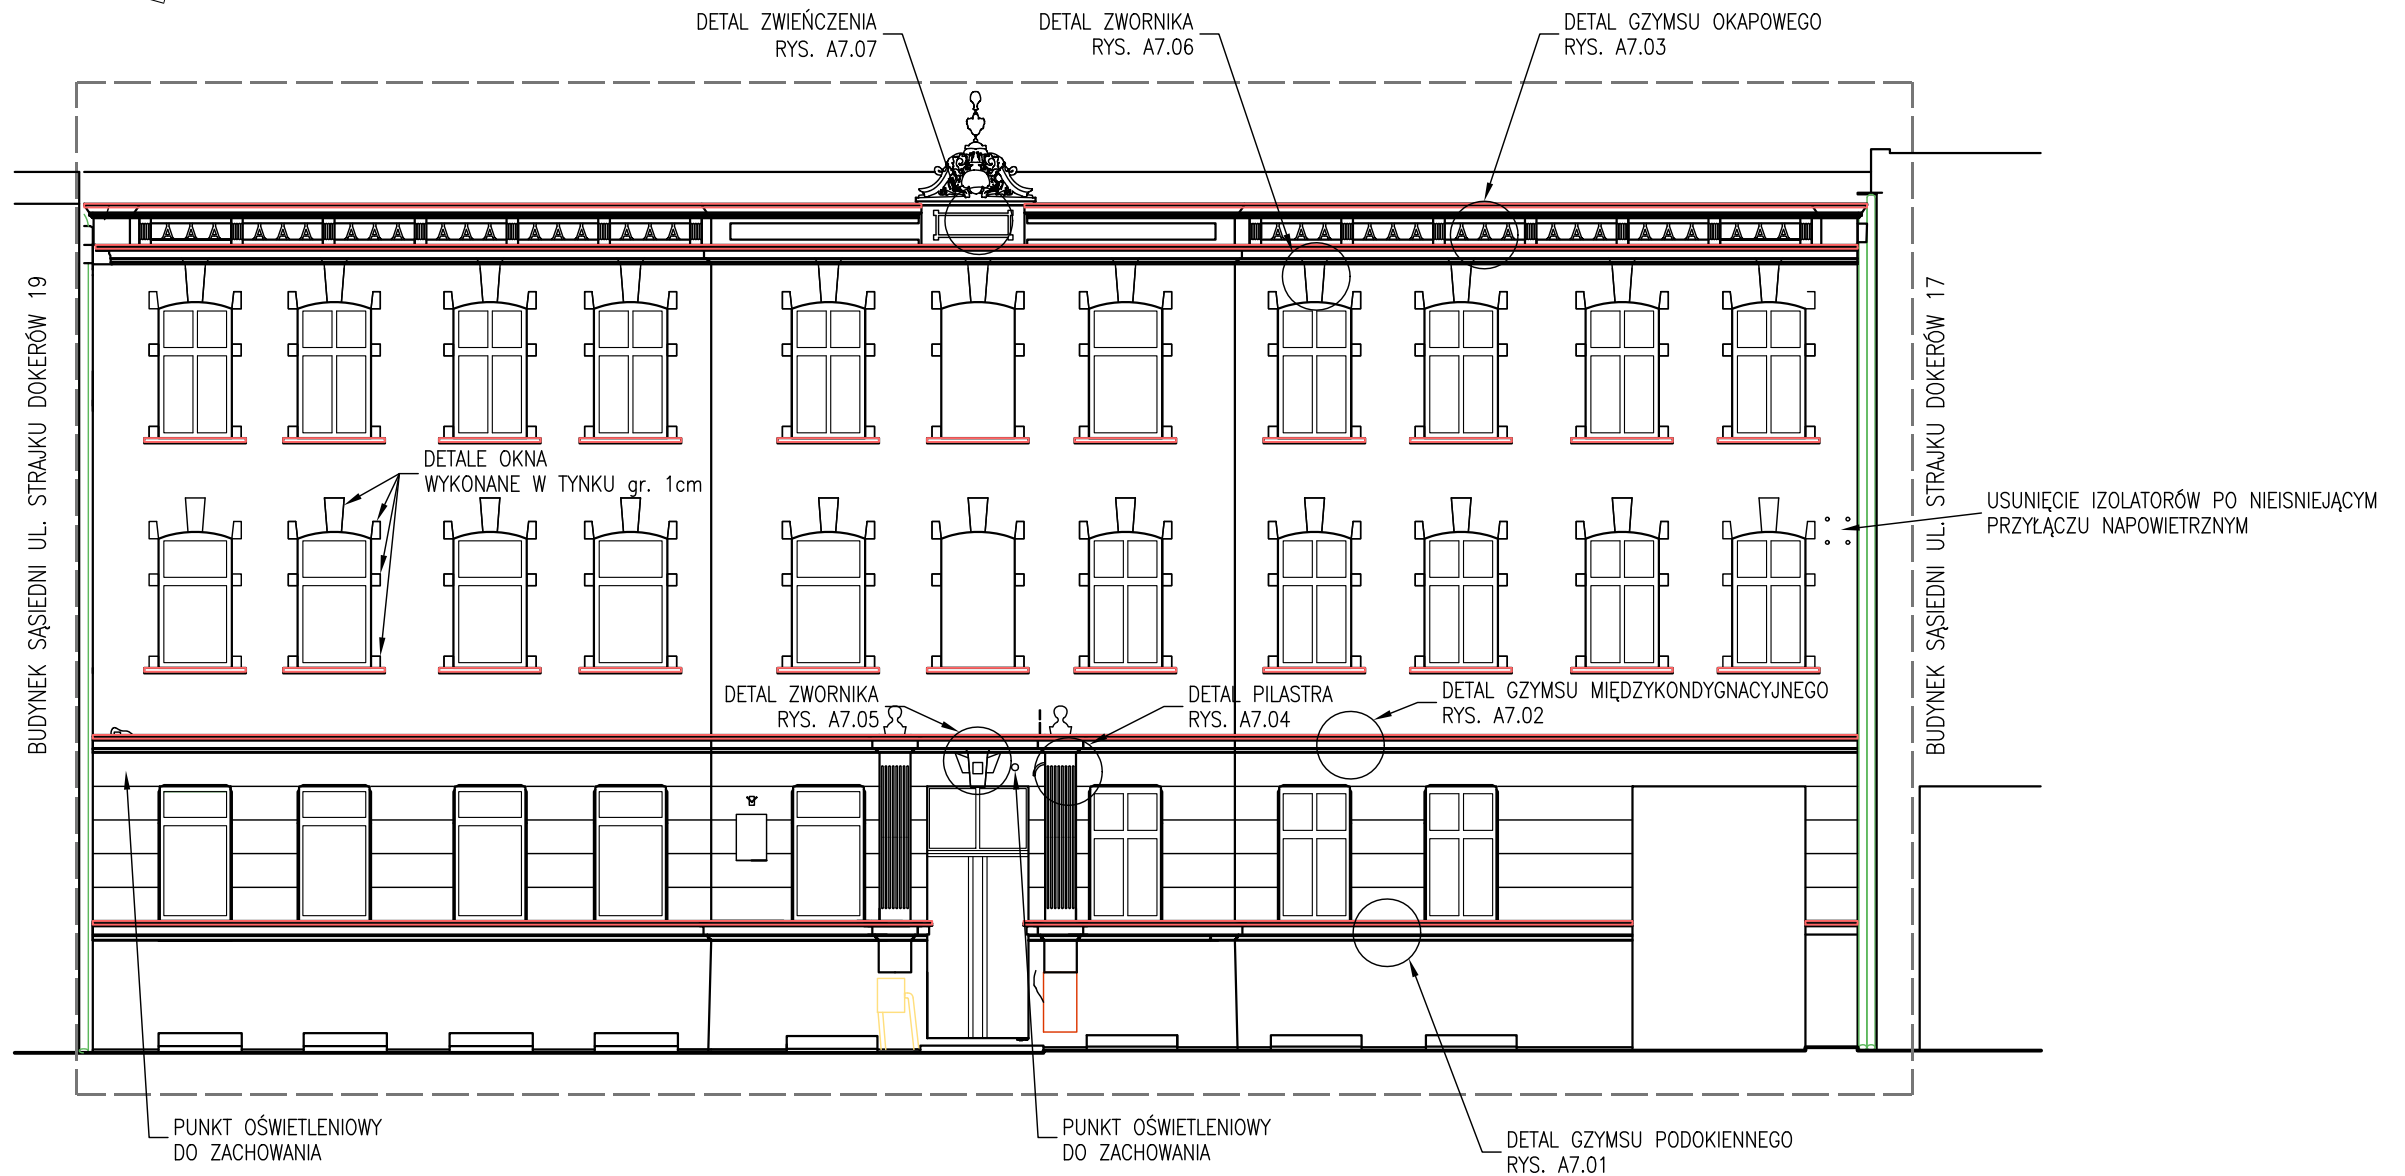 DETAL ZWIEŃCZENIA
RYS. A7.07
DETAL ZWORNIKA
RYS. A7.06
DETAL GZYMSU OKAPOWEGO
RYS. A7.03
BUDYNEK SĄSIEDNI UL. STRAJKU DOKERÓW 19
BUDYNEK SĄSIEDNI UL. STRAJKU DOKERÓW 17
DETALE OKNA
WYKONANE W TYNKU gr. 1cm
USUNIĘCIE IZOLATORÓW PO NIEISNIEJĄCYM
PRZYŁĄCZU NAPOWIETRZNYM
DETAL ZWORNIKA
RYS. A7.05
DETAL PILASTRA
RYS. A7.04
DETAL GZYMSU MIĘDZYKONDYGNACYJNEGO
RYS. A7.02
PUNKT OŚWIETLENIOWY
DO ZACHOWANIA
PUNKT OŚWIETLENIOWY
DO ZACHOWANIA
DETAL GZYMSU PODOKIENNEGO
RYS. A7.01